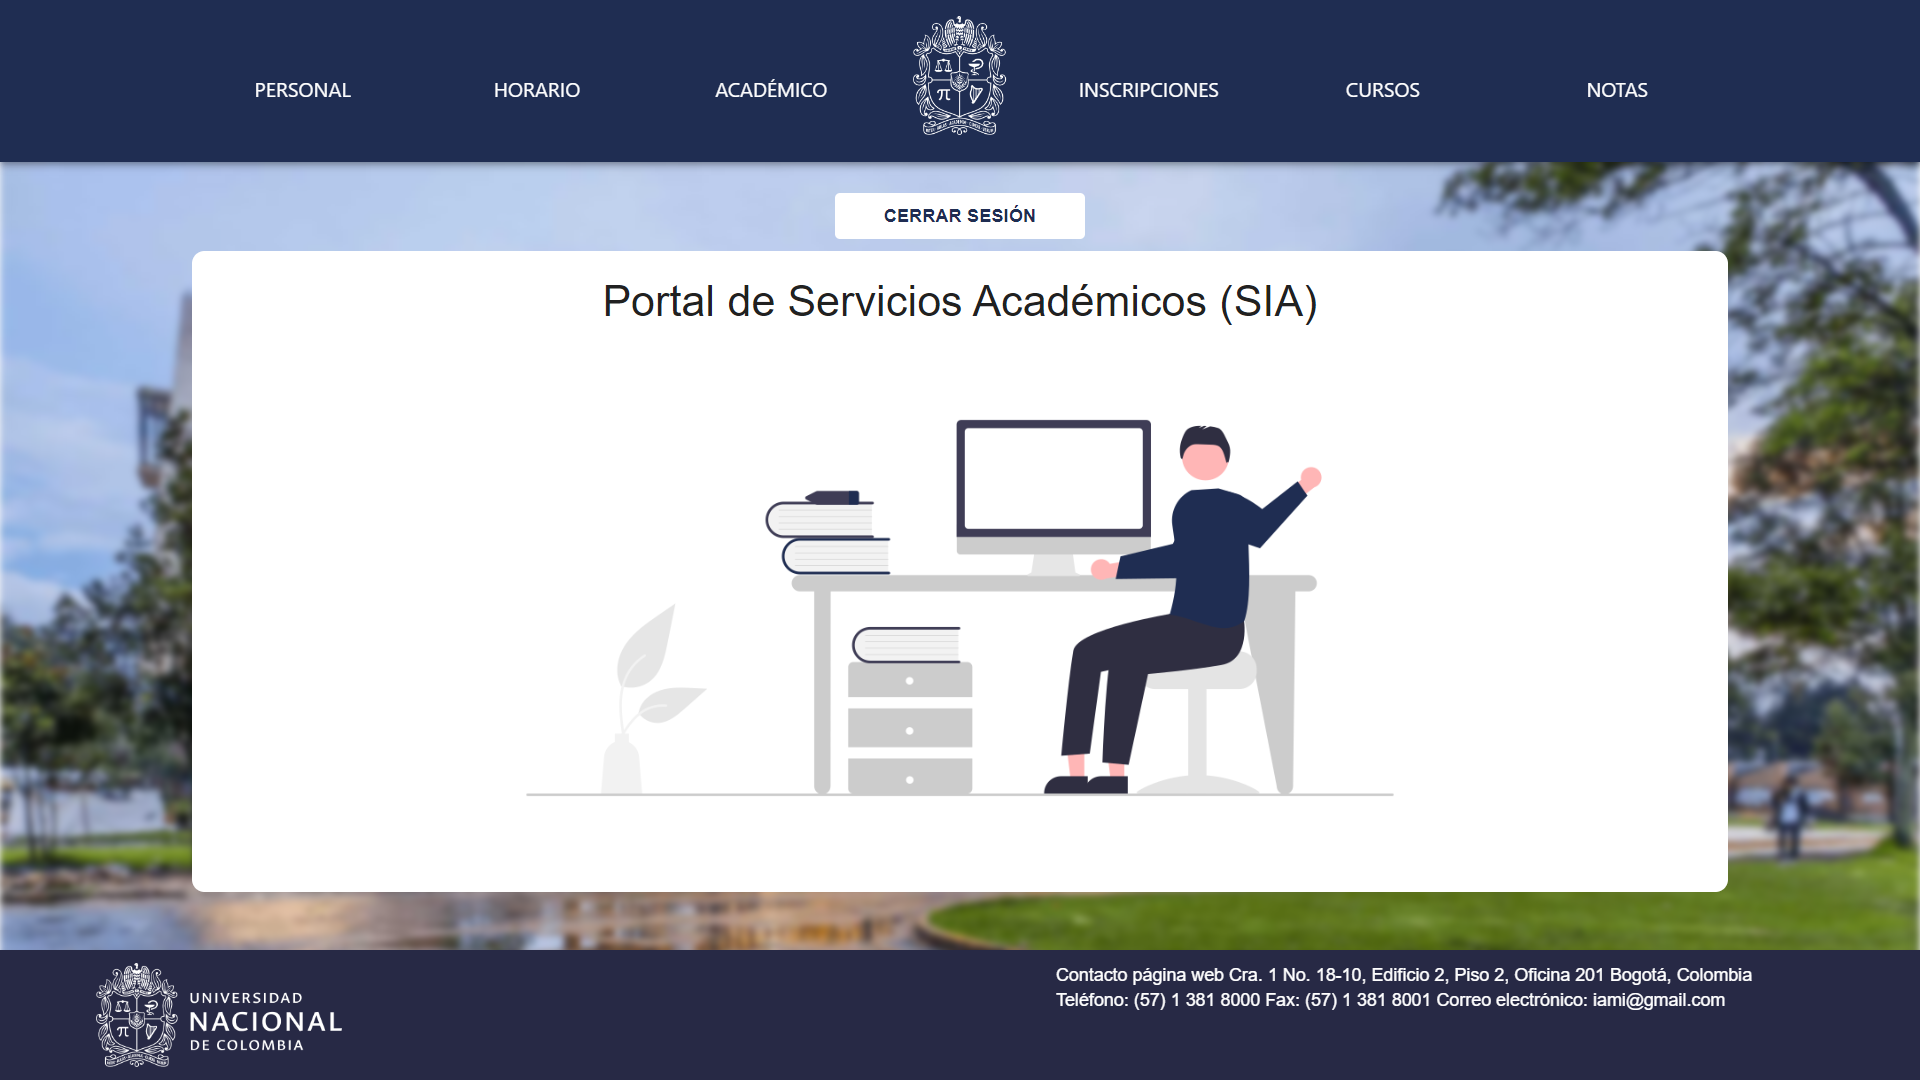 PERSONAL HORARIO ACADÉMICO INSCRIPCIONES CURSOS NOTAS
CERRAR SESIÓN
Portal de Servicios Académicos (SIA)
UNIVERSIDAD
NACIONAL
DE COLOMBIA
Contacto página web Cra. 1 No. 18-10, Edificio 2, Piso 2, Oficina 201 Bogotá, Colombia
Teléfono: (57) 1 381 8000 Fax: (57) 1 381 8001 Correo electrónico: iami@gmail.com